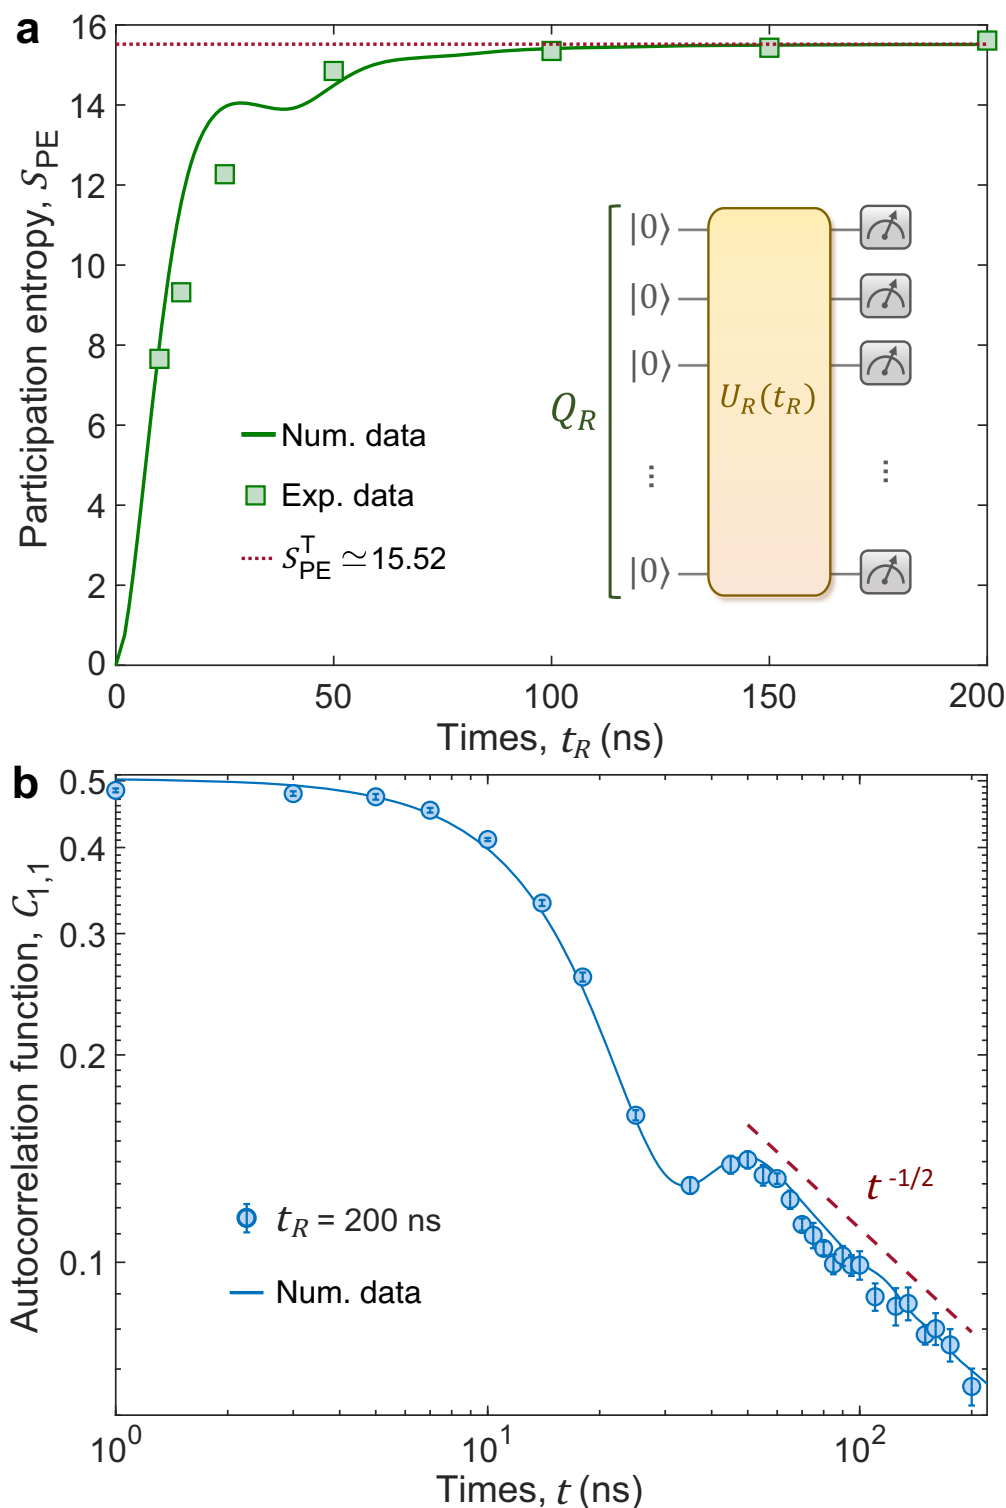 a
16
14
12
10
8
6
4
2
0
Participation entropy, S_PE
Num. data
Exp. data
S_PE^T ≃ 15.52
Q_R
|0⟩
|0⟩
|0⟩
⋮
|0⟩
U_R(t_R)
⋮
0 50 100 150 200
Times, t_R (ns)
b
0.5
0.4
0.3
0.2
0.1
Autocorrelation function, C_1,1
t^-1/2
t_R = 200 ns
Num. data
10^0 10^1 10^2
Times, t (ns)